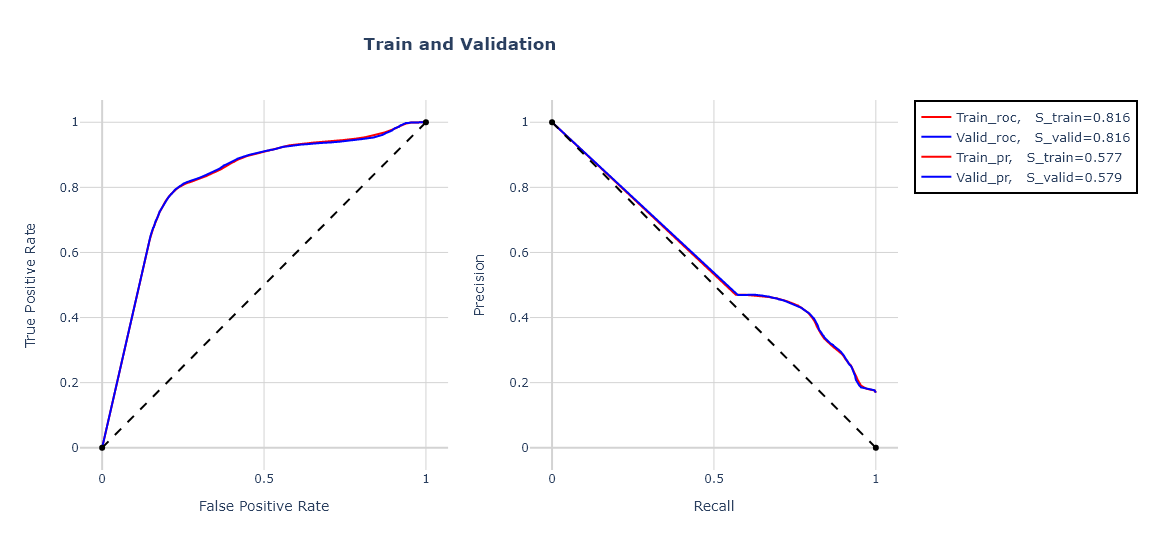 Train and Validation
True Positive Rate
1
0.8
0.6
0.4
0.2
0
0
0.5
1
False Positive Rate
Precision
1
0.8
0.6
0.4
0.2
0
0
0.5
1
Recall
Train_roc, S_train=0.816
Valid_roc, S_valid=0.816
Train_pr, S_train=0.577
Valid_pr, S_valid=0.579